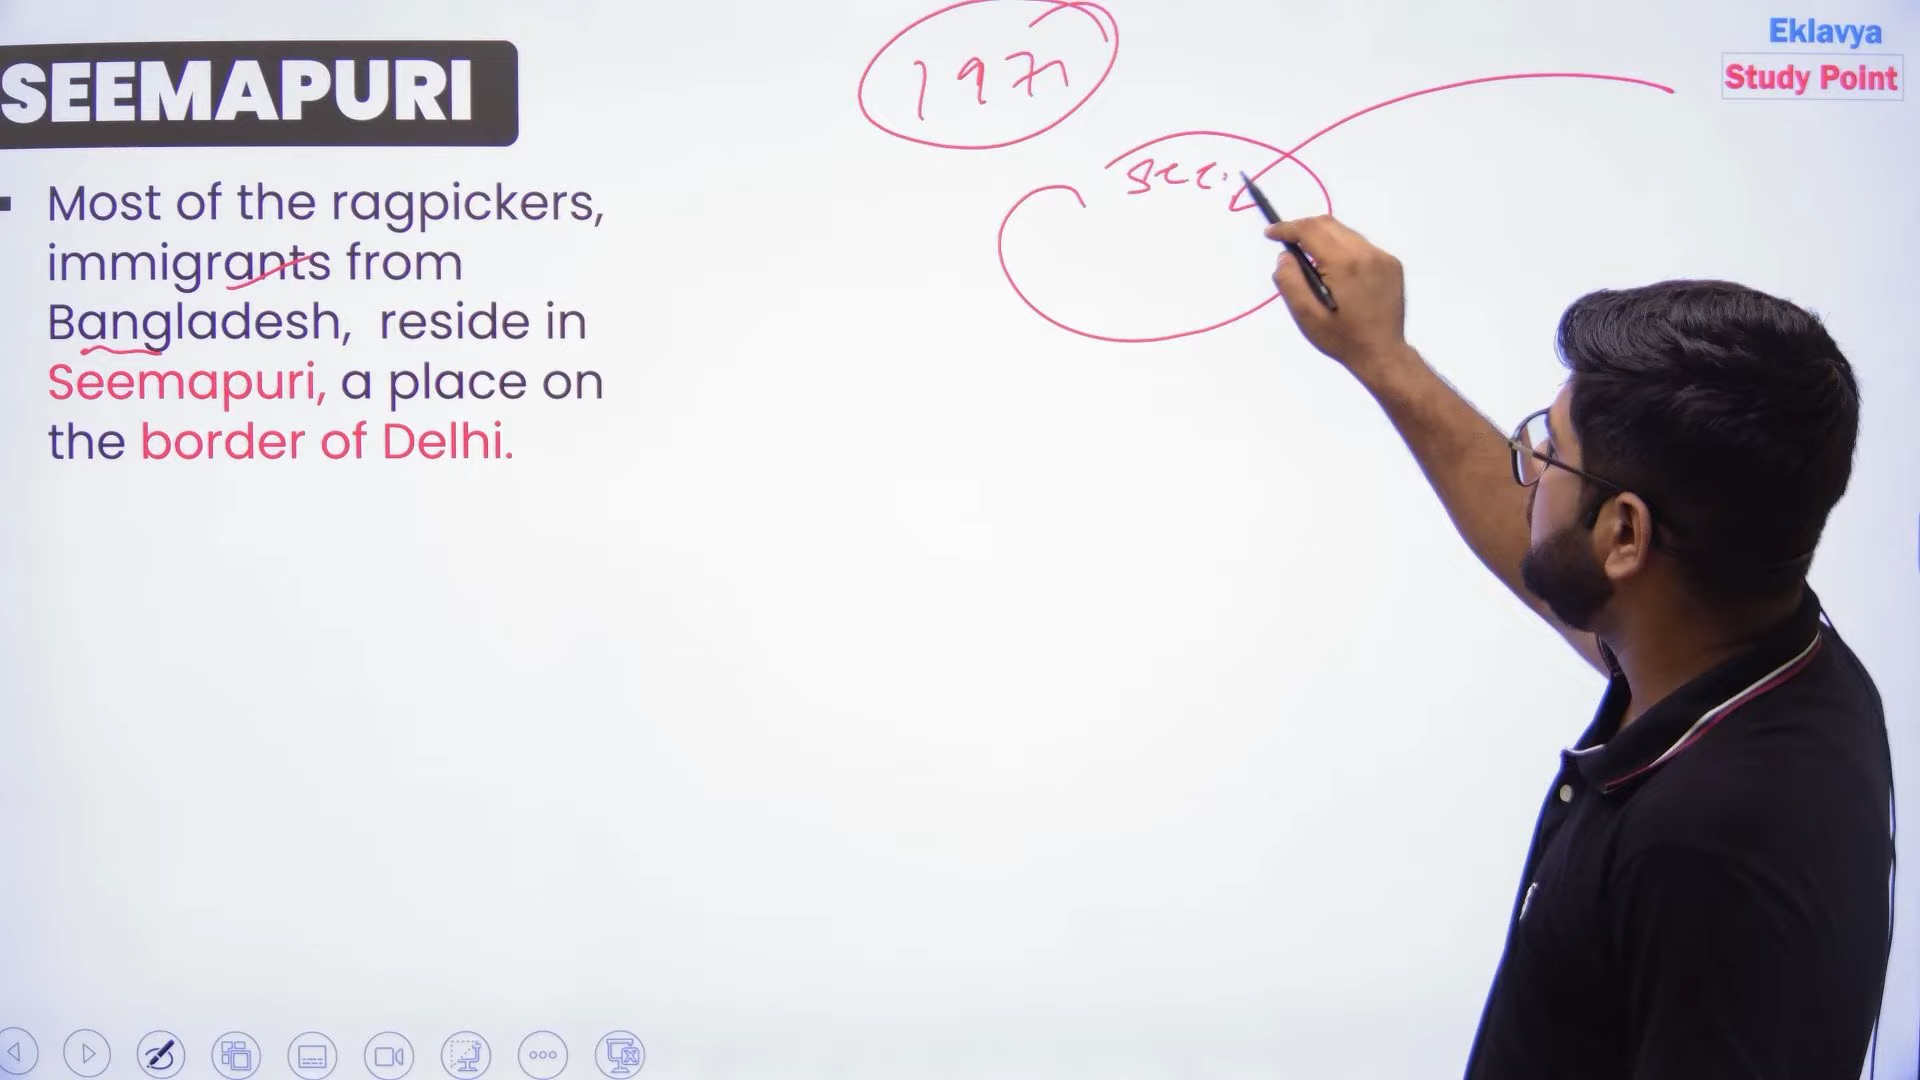 SEEMAPURI
Eklavya
Study Point
1971
▪ Most of the ragpickers,
immigrants from
Bangladesh, reside in
Seemapuri, a place on
the border of Delhi.
see